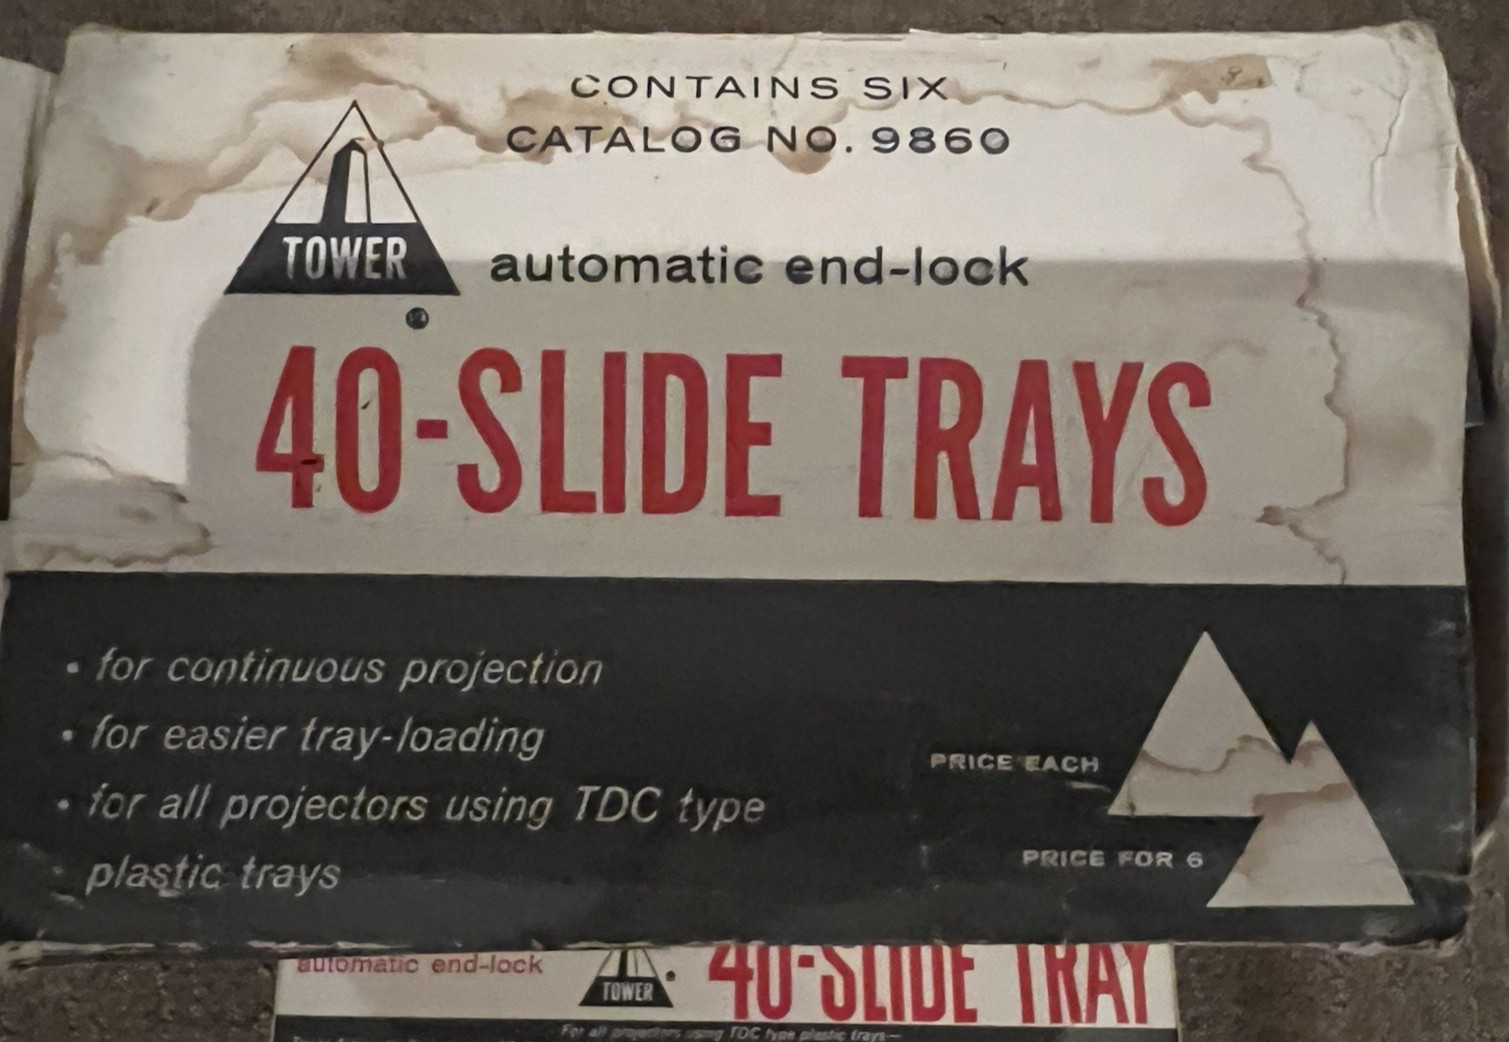 CONTAINS SIX
CATALOG NO. 9860
TOWER
automatic end-lock
40-SLIDE TRAYS
• for continuous projection
• for easier tray-loading
• for all projectors using TDC type
plastic trays
PRICE EACH
PRICE FOR 6
automatic end-lock
TOWER
40-SLIDE TRAY
For all projectors using TDC type plastic trays—